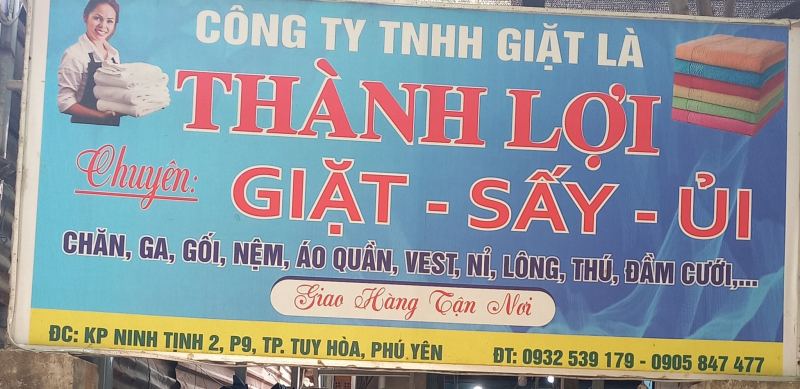 CÔNG TY TNHH GIẶT LÀ
THÀNH LỢI
Chuyên: GIẶT - SẤY - ỦI
CHĂN, GA, GỐI, NỆM, ÁO QUẦN, VEST, NỈ, LÔNG, THÚ, ĐẦM CƯỚI,...
Giao Hàng Tận Nơi
ĐC: KP NINH TỊNH 2, P9, TP. TUY HÒA, PHÚ YÊN ĐT: 0932 539 179 - 0905 847 477